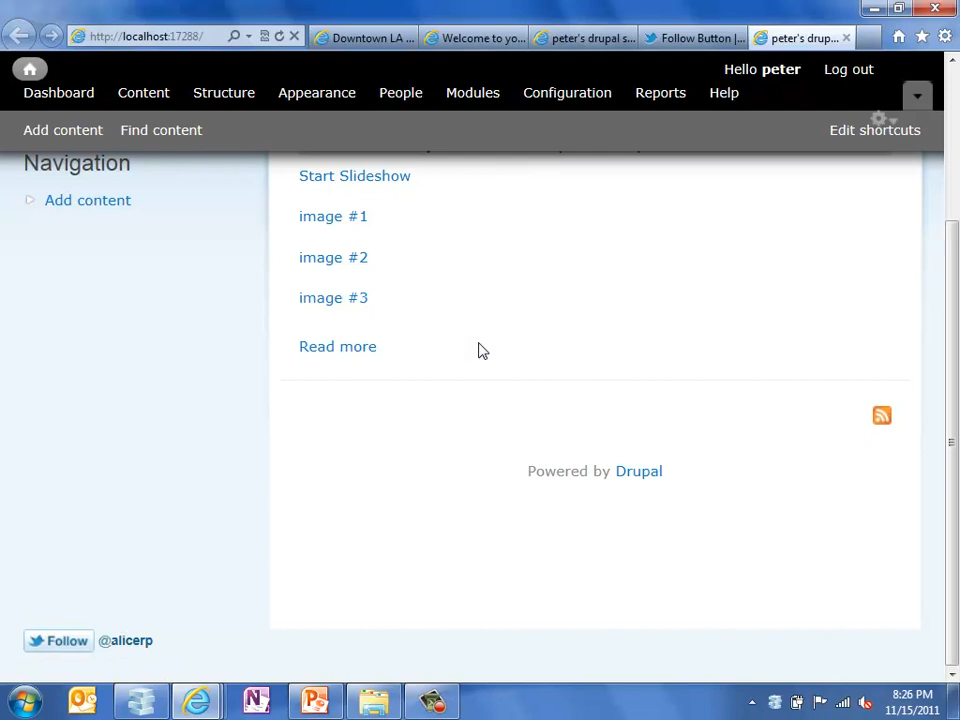 http://localhost:17288/
Downtown LA ...
Welcome to yo...
peter's drupal s...
Follow Button |...
peter's drup...
Hello peter
Log out
Dashboard
Content
Structure
Appearance
People
Modules
Configuration
Reports
Help
Add content
Find content
Edit shortcuts
Navigation
Add content
Start Slideshow
image #1
image #2
image #3
Read more
Powered by Drupal
Follow @alicerp
8:26 PM
11/15/2011